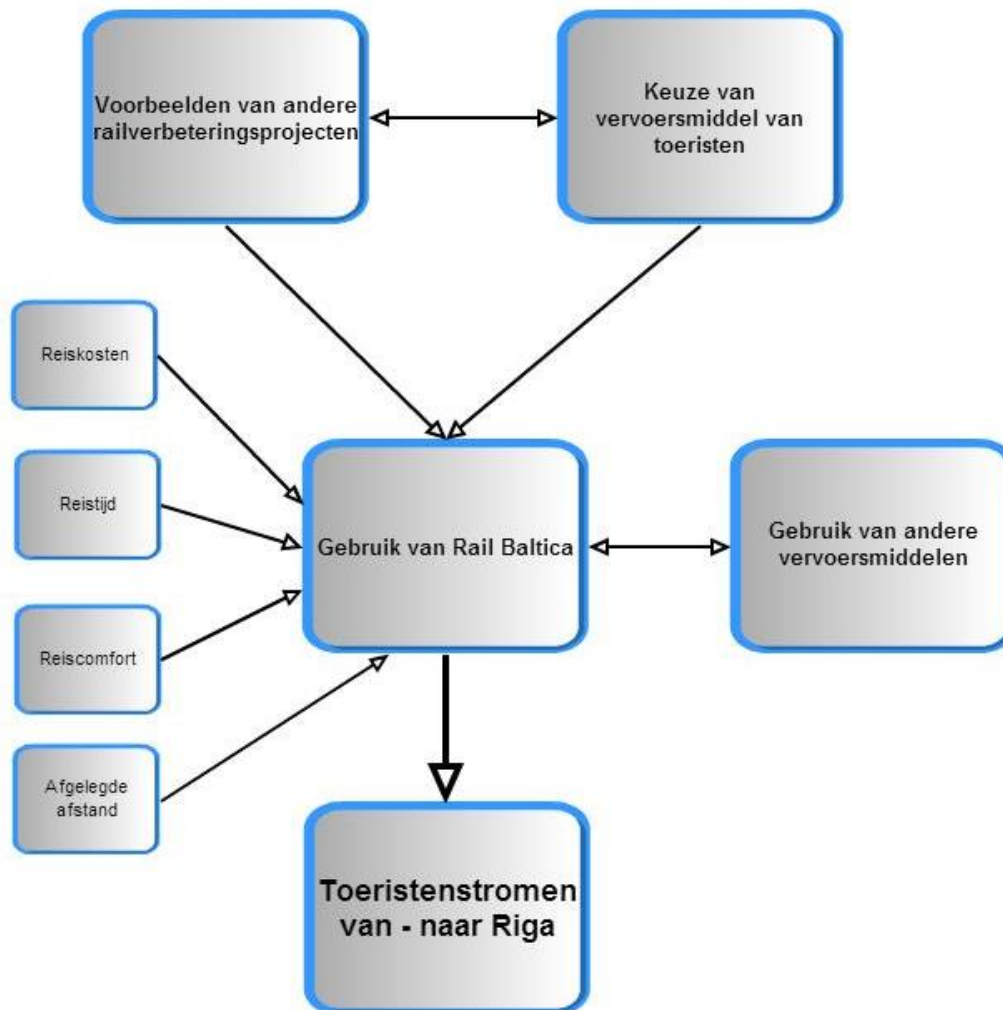 Voorbeelden van andere
railverbeteringsprojecten
Keuze van
vervoersmiddel van
toeristen
Reiskosten
Reistijd
Reiscomfort
Afgelegde
afstand
Gebruik van Rail Baltica
Gebruik van andere
vervoersmiddelen
Toeristenstromen
van - naar Riga